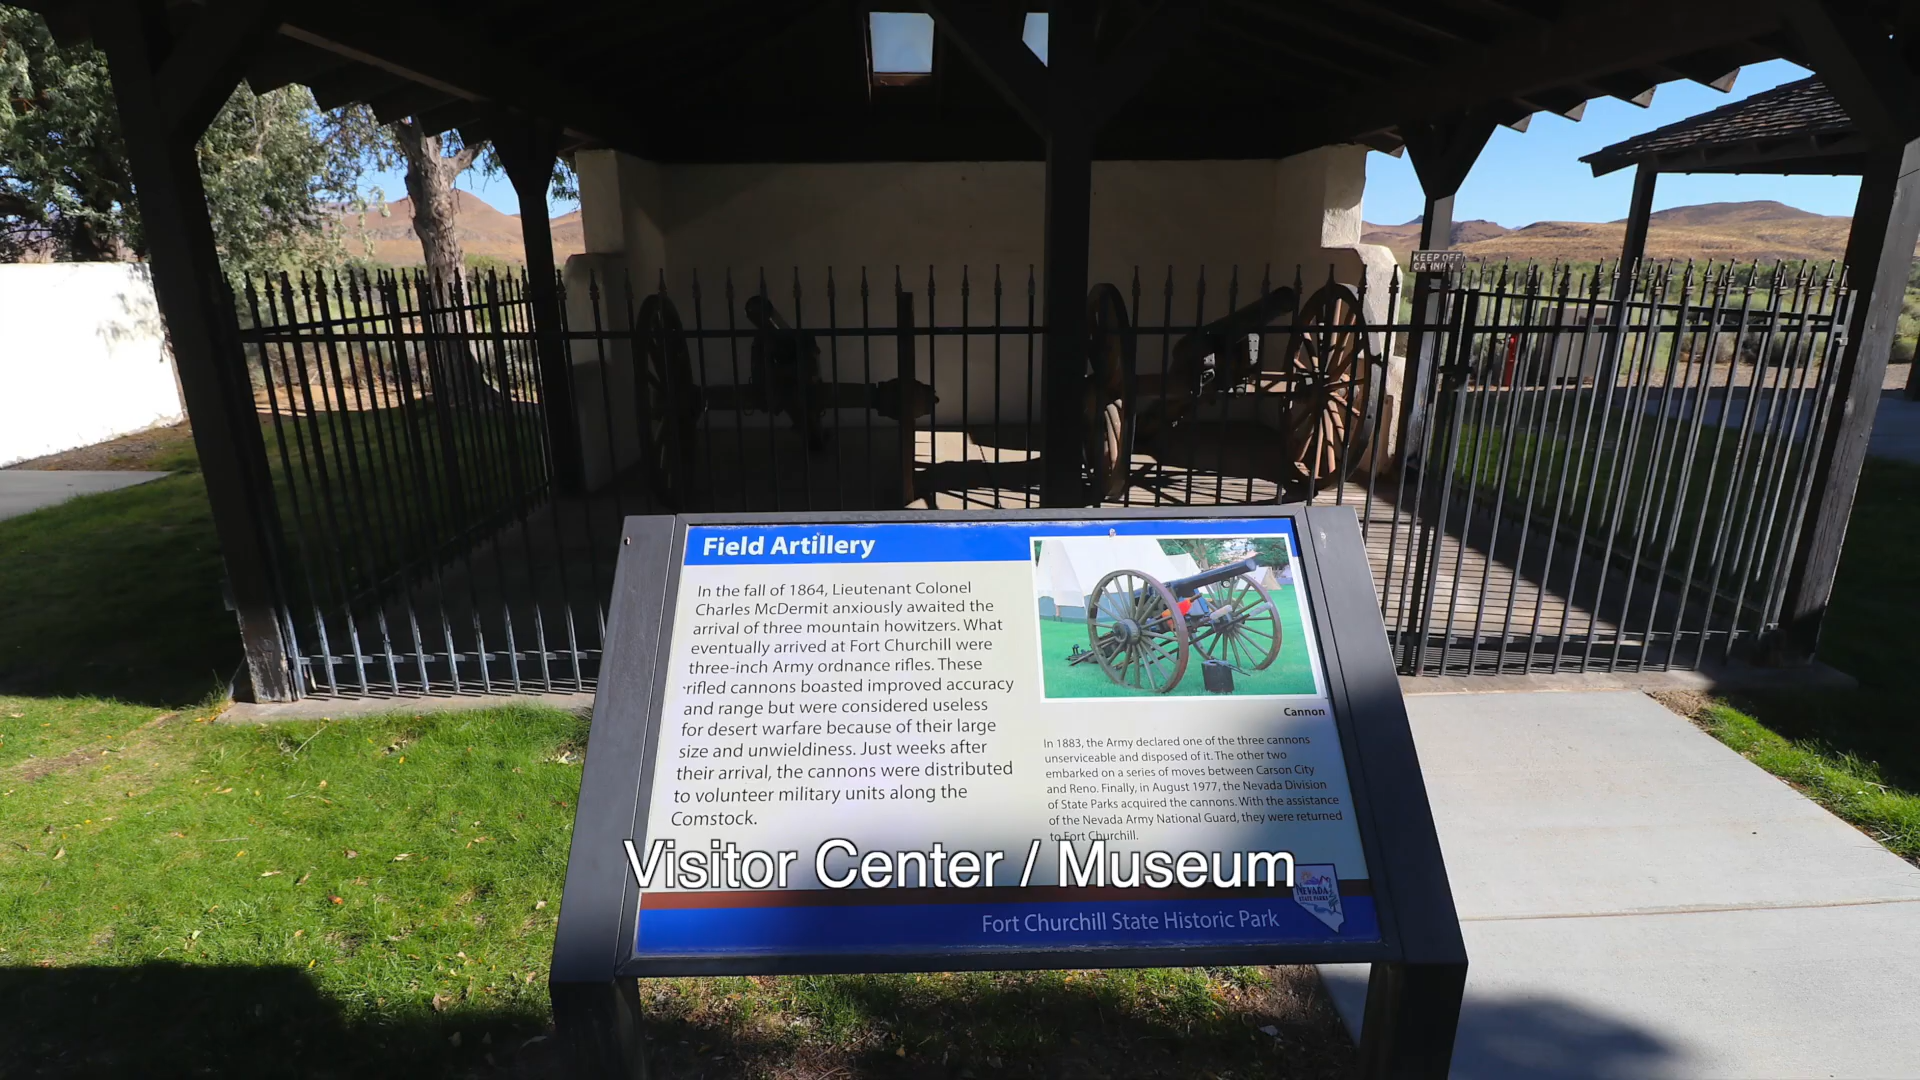 KEEP OFF
CANNON
Field Artillery
In the fall of 1864, Lieutenant Colonel
Charles McDermit anxiously awaited the
arrival of three mountain howitzers. What
eventually arrived at Fort Churchill were
three-inch Army ordnance rifles. These
rifled cannons boasted improved accuracy
and range but were considered useless
for desert warfare because of their large
size and unwieldiness. Just weeks after
their arrival, the cannons were distributed
to volunteer military units along the
Comstock.
Cannon
In 1883, the Army declared one of the three cannons
unserviceable and disposed of it. The other two
embarked on a series of moves between Carson City
and Reno. Finally, in August 1977, the Nevada Division
of State Parks acquired the cannons. With the assistance
of the Nevada Army National Guard, they were returned
to Fort Churchill.
Visitor Center / Museum
NEVADA
STATE PARKS
Fort Churchill State Historic Park